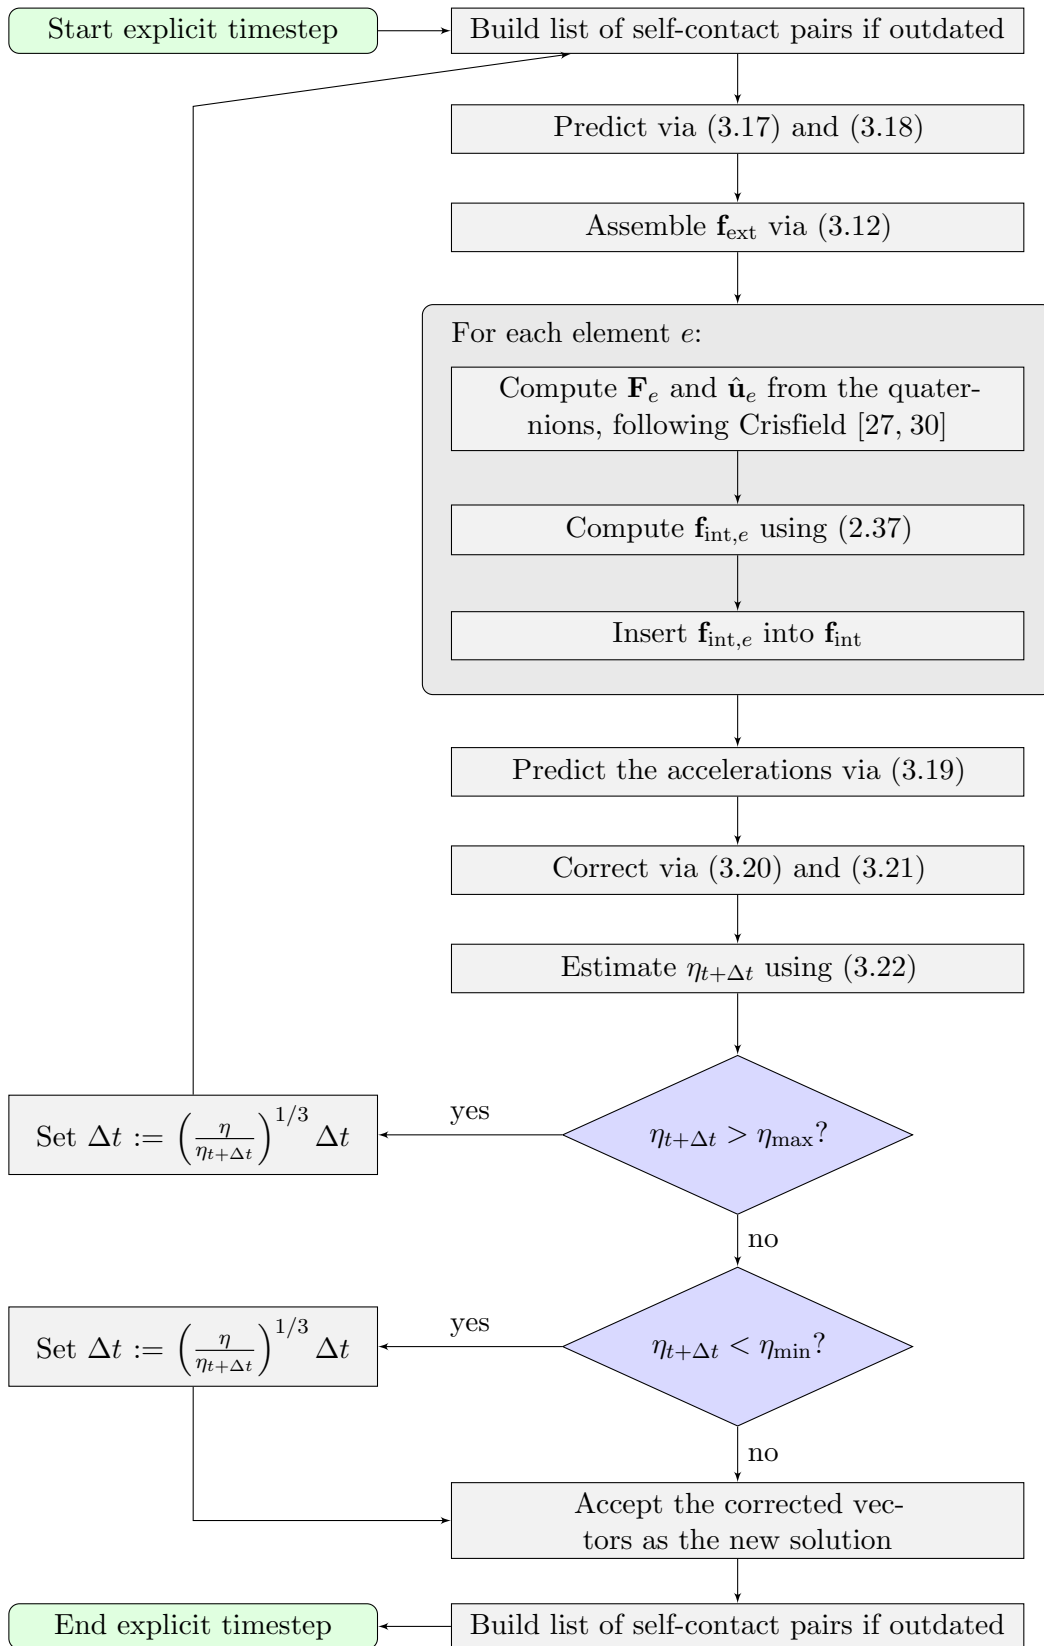 Start explicit timestep
Build list of self-contact pairs if outdated
Predict via (3.17) and (3.18)
Assemble f_ext via (3.12)
For each element e:
Compute F_e and û_e from the quater-
nions, following Crisfield [27, 30]
Compute f_int,e using (2.37)
Insert f_int,e into f_int
Predict the accelerations via (3.19)
Correct via (3.20) and (3.21)
Estimate η_{t+Δt} using (3.22)
η_{t+Δt} > η_max?
yes
Set Δt := (η/η_{t+Δt})^{1/3} Δt
no
η_{t+Δt} < η_min?
yes
Set Δt := (η/η_{t+Δt})^{1/3} Δt
no
Accept the corrected vec-
tors as the new solution
Build list of self-contact pairs if outdated
End explicit timestep